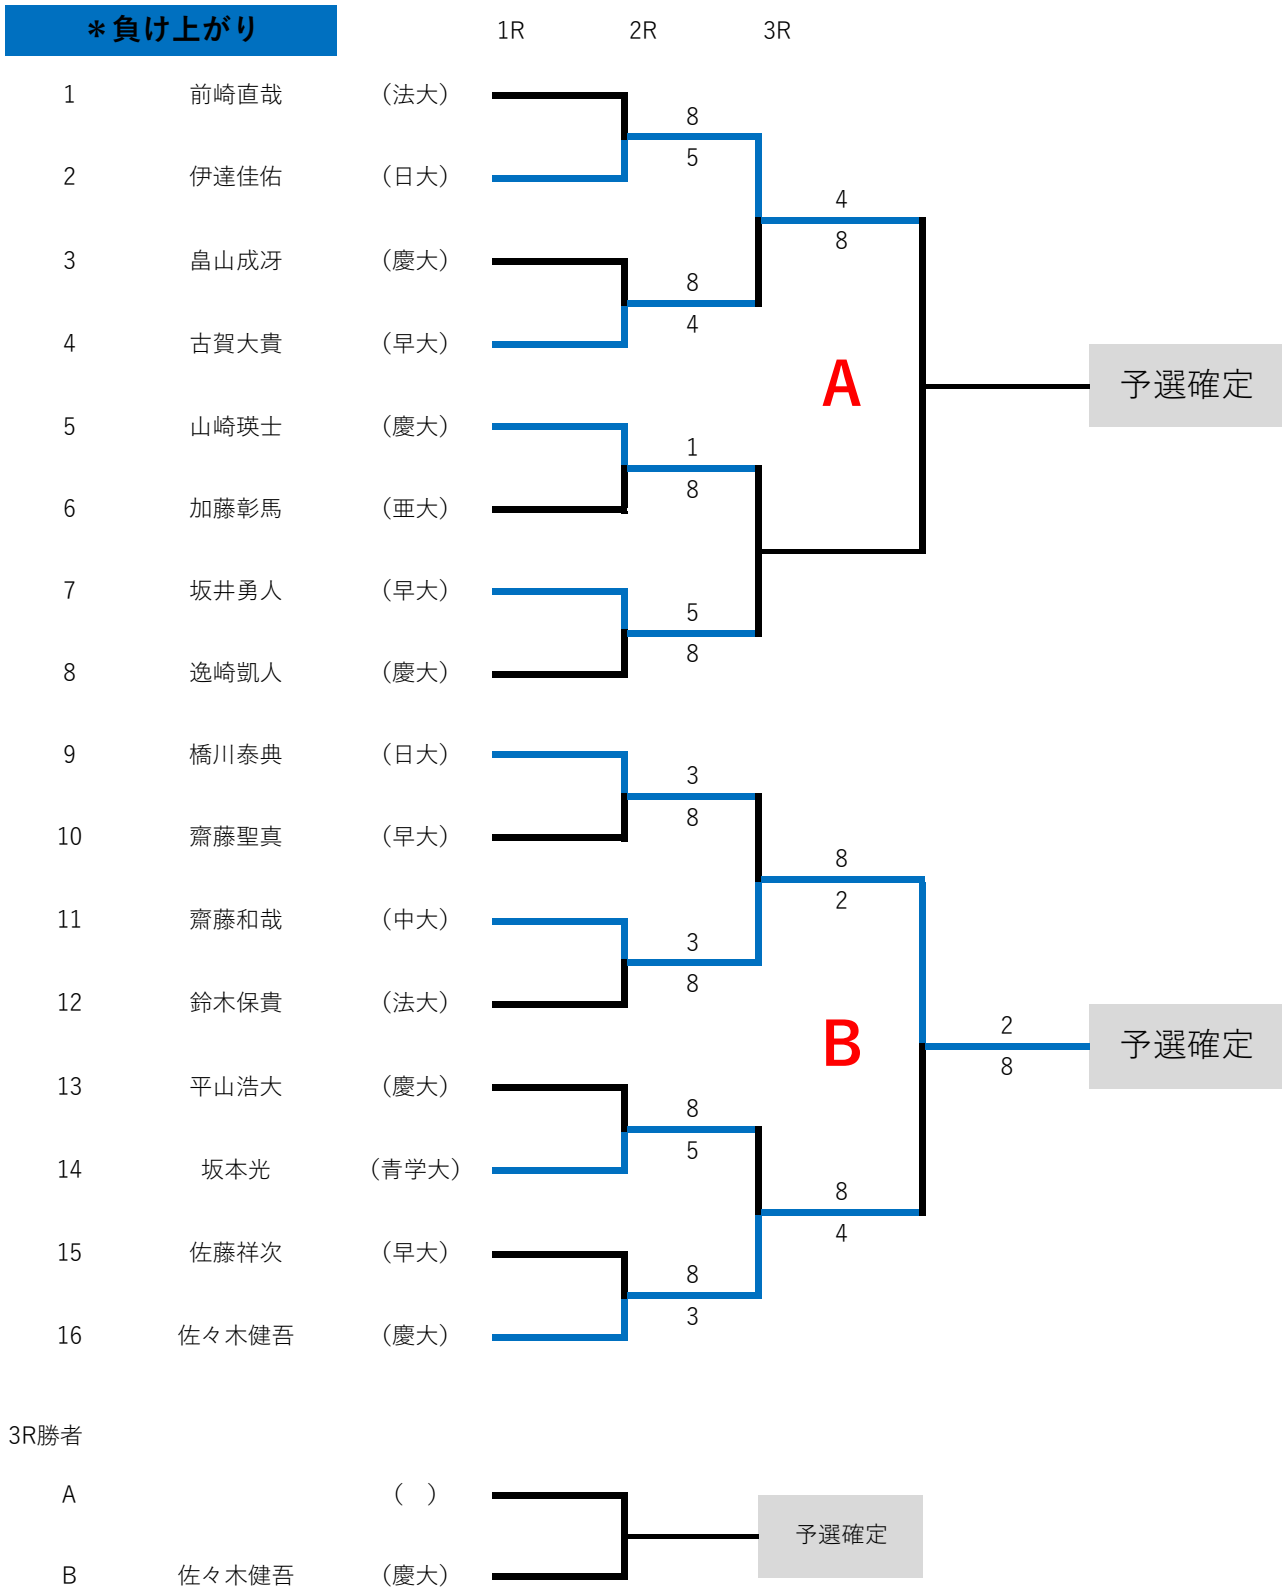 ＊負け上がり 1R 2R 3R
1 前崎直哉 （法大）
8
5
2 伊達佳佑 （日大）
4
8
3 畠山成冴 （慶大）
8
4
4 古賀大貴 （早大）
A 予選確定
5 山崎瑛士 （慶大）
1
8
6 加藤彰馬 （亜大）
7 坂井勇人 （早大）
5
8
8 逸崎凱人 （慶大）
9 橋川泰典 （日大）
3
8
10 齋藤聖真 （早大）
8
2
11 齋藤和哉 （中大）
3
8
12 鈴木保貴 （法大）
B 予選確定
2
8
13 平山浩大 （慶大）
8
5
14 坂本光 （青学大）
8
4
15 佐藤祥次 （早大）
8
3
16 佐々木健吾 （慶大）
3R勝者
A （　）
予選確定
B 佐々木健吾 （慶大）